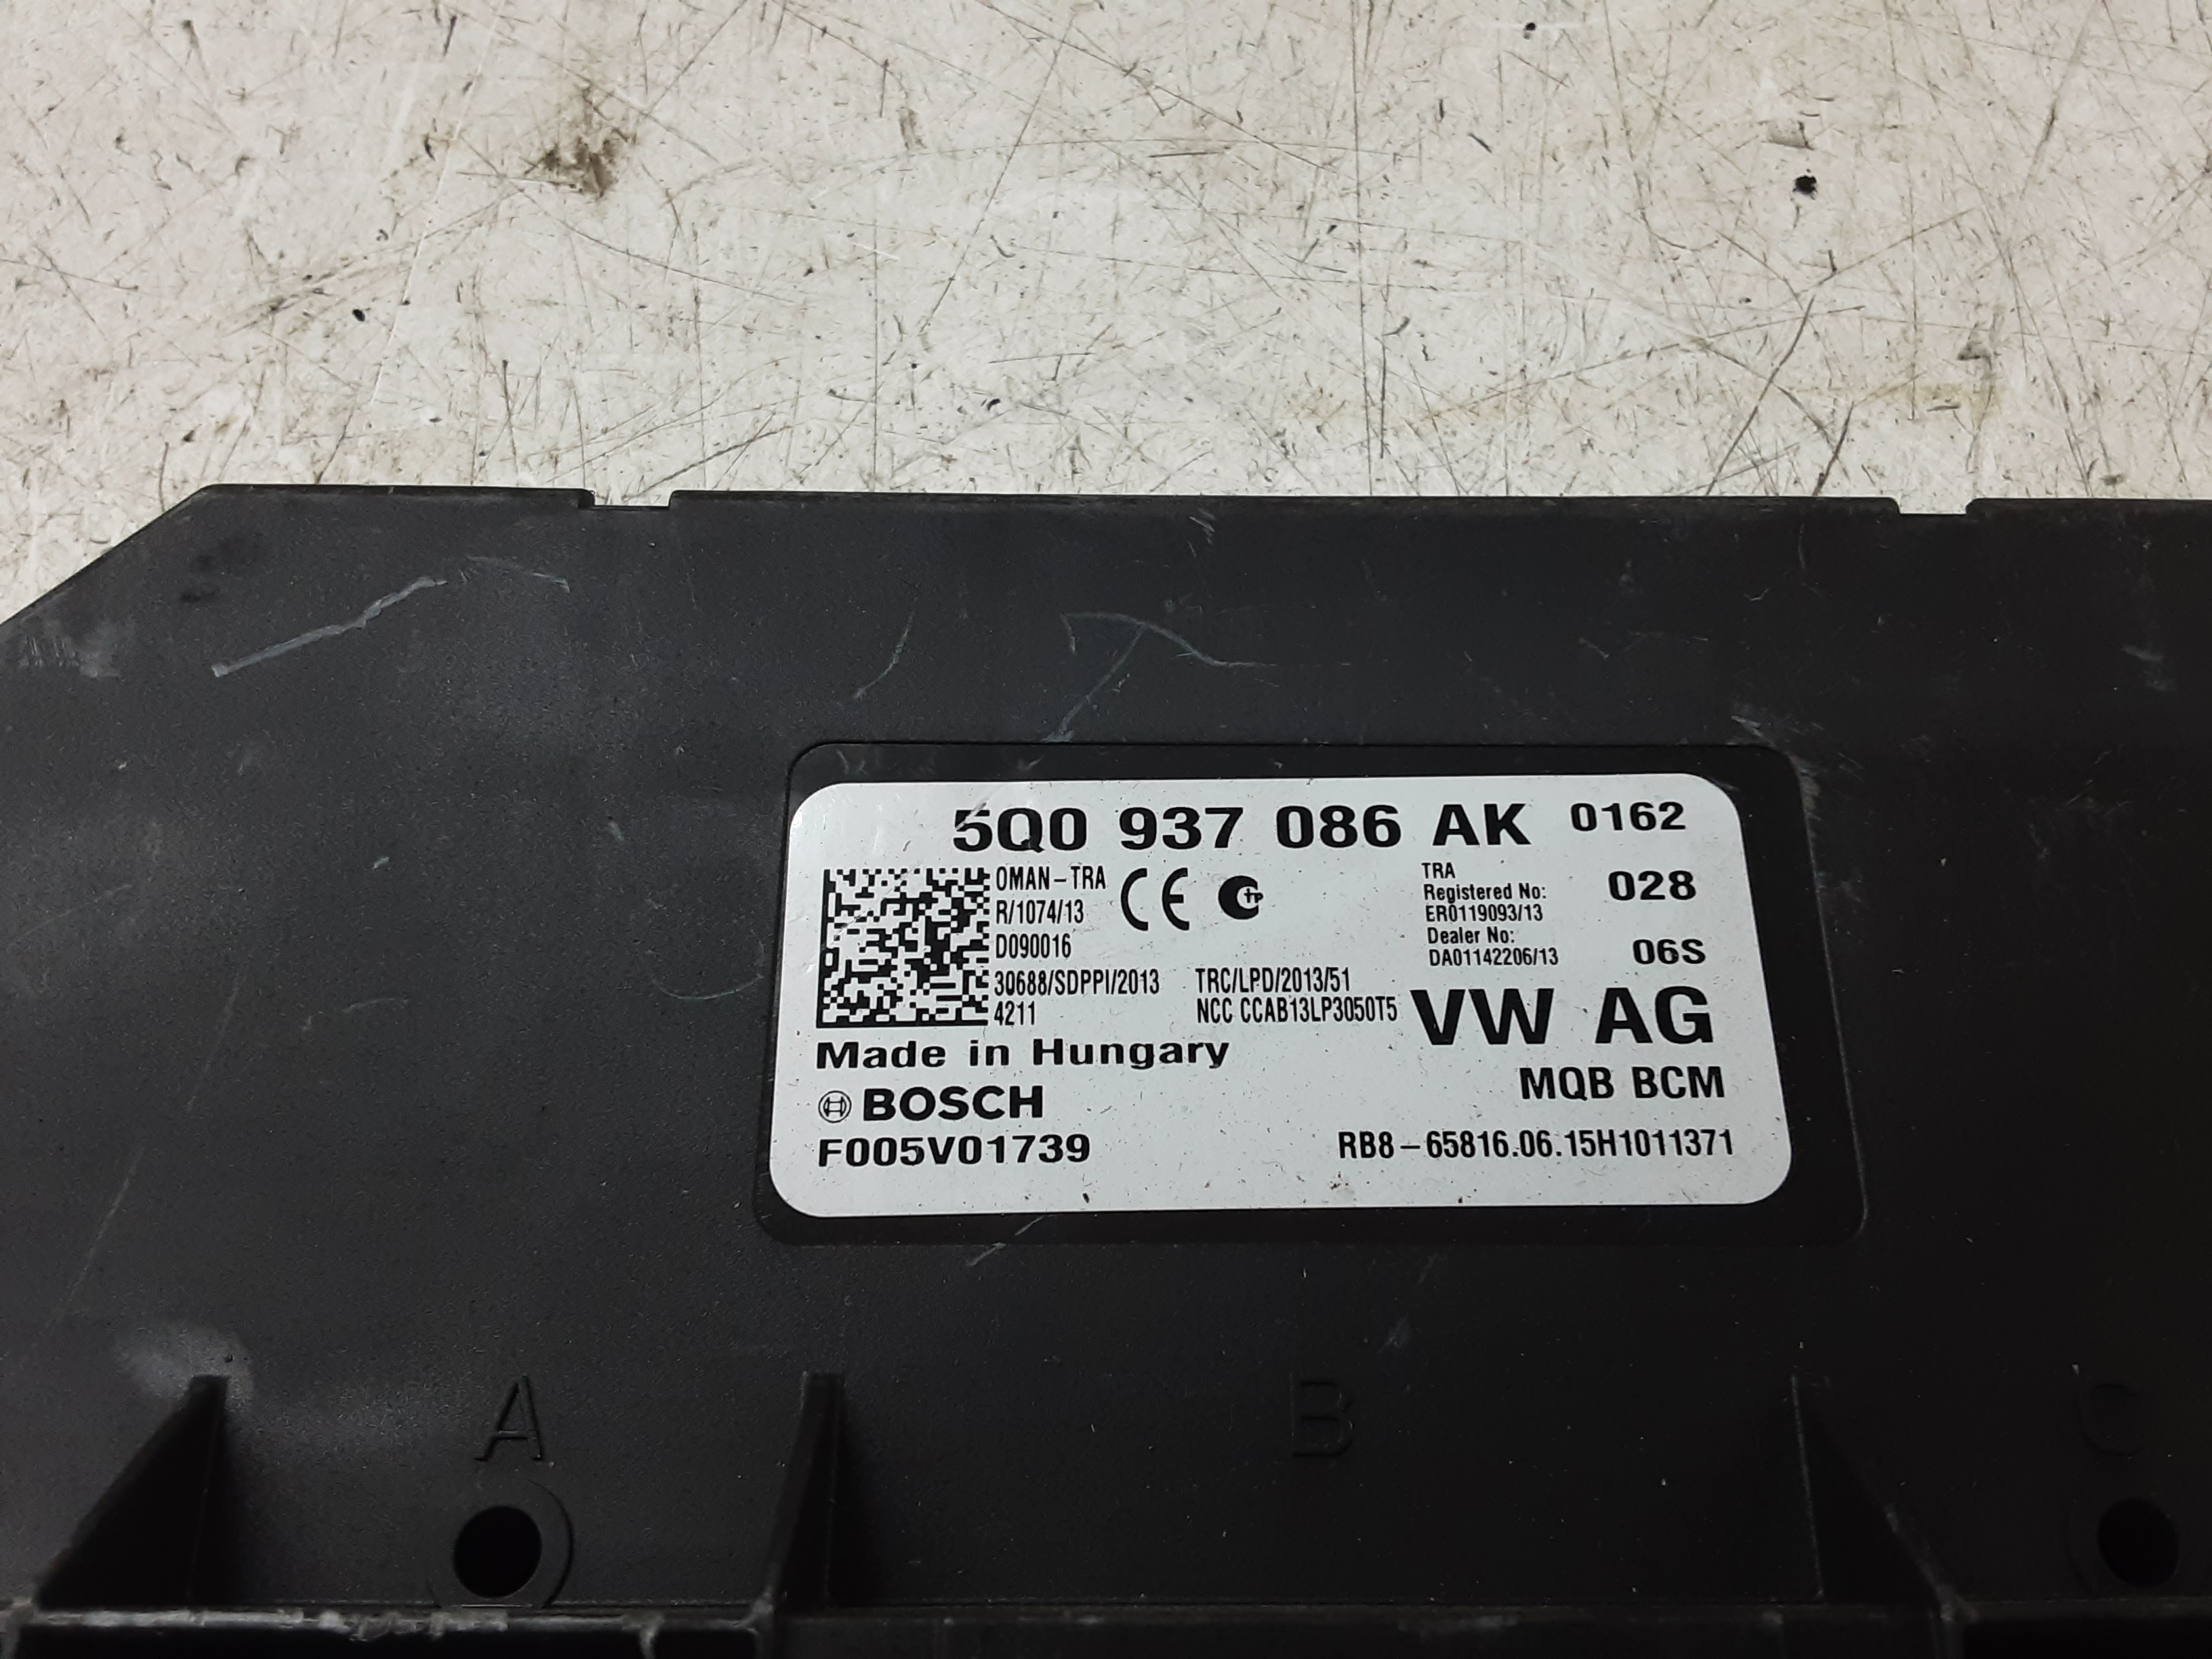 5Q0 937 086 AK 0162
OMAN-TRA
R/1074/13
D090016
30688/SDPPI/2013
4211
CE
TRC/LPD/2013/51
NCC CCAB13LP3050T5
TRA
Registered No:
ER0119093/13
Dealer No:
DA01142206/13
028
06S
VW AG
MQB BCM
Made in Hungary
BOSCH
F005V01739
RB8-65816.06.15H1011371
A
B
C